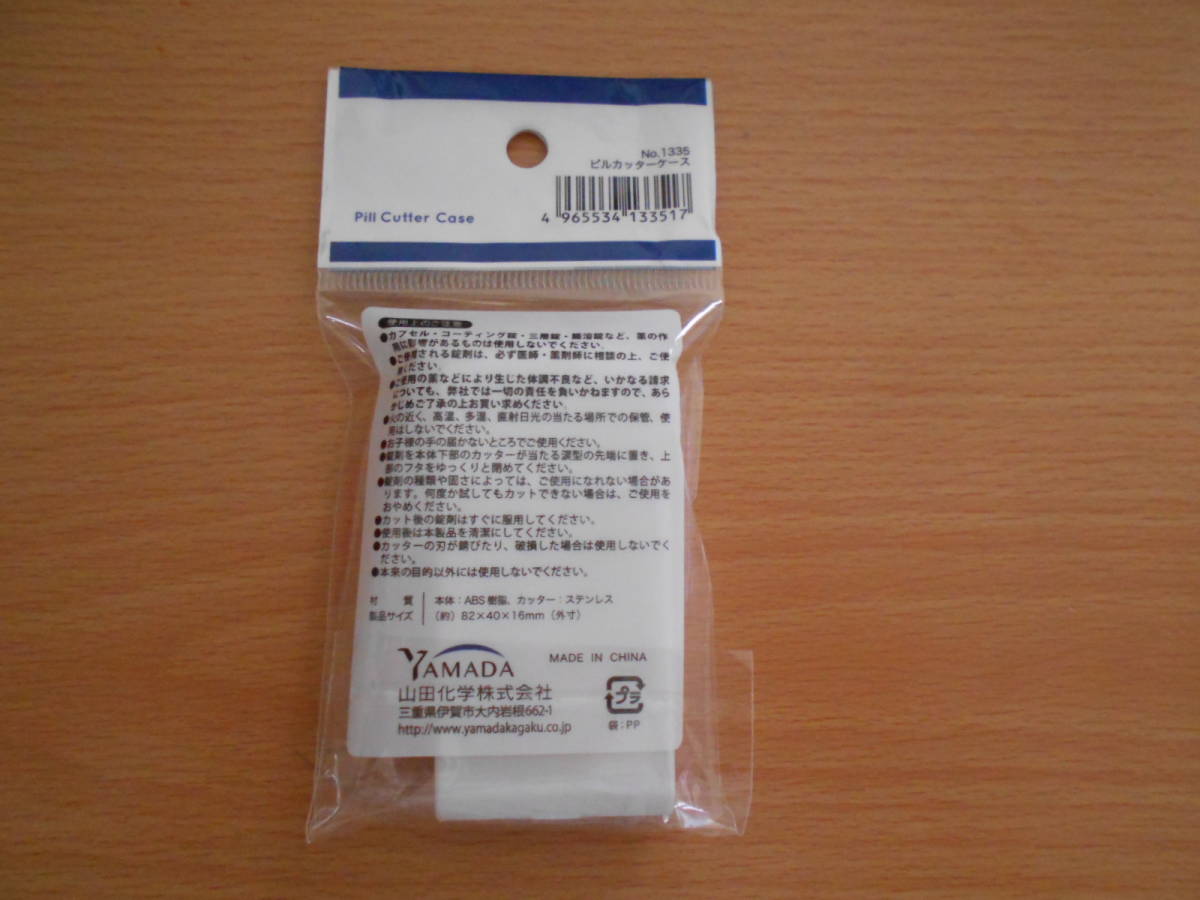 No.1335
ピルカッターケース
Pill Cutter Case
4 965534 133517
使用上のご注意
●カプセル・コーティング錠・三層錠・腸溶錠など、薬の作
用に影響があるものは使用しないでください。
●ご使用される錠剤は、必ず医師・薬剤師に相談の上、ご使
用ください。
●ご使用の薬などにより生じた体調不良など、いかなる請求
についても、弊社では一切の責任を負いかねますので、あら
かじめご了承の上お買い求めください。
●火の近く、高温、多湿、直射日光の当たる場所での保管、使
用はしないでください。
●お子様の手の届かないところでご使用ください。
●錠剤を本体下部のカッターが当たる涙型の先端に置き、上
部のフタをゆっくりと閉めてください。
●錠剤の種類や固さによっては、ご使用になれない場合があ
ります。何度か試してもカットできない場合は、ご使用を
おやめください。
●カット後の錠剤はすぐに服用してください。
●使用後は本製品を清潔にしてください。
●カッターの刃が錆びたり、破損した場合は使用しないでく
ださい。
●本来の目的以外には使用しないでください。
材 質 本体：ABS樹脂、カッター：ステンレス
製品サイズ （約）82×40×16mm（外寸）
YAMADA
MADE IN CHINA
山田化学株式会社
三重県伊賀市大内岩根662-1
http://www.yamadakagaku.co.jp
プラ
袋：PP